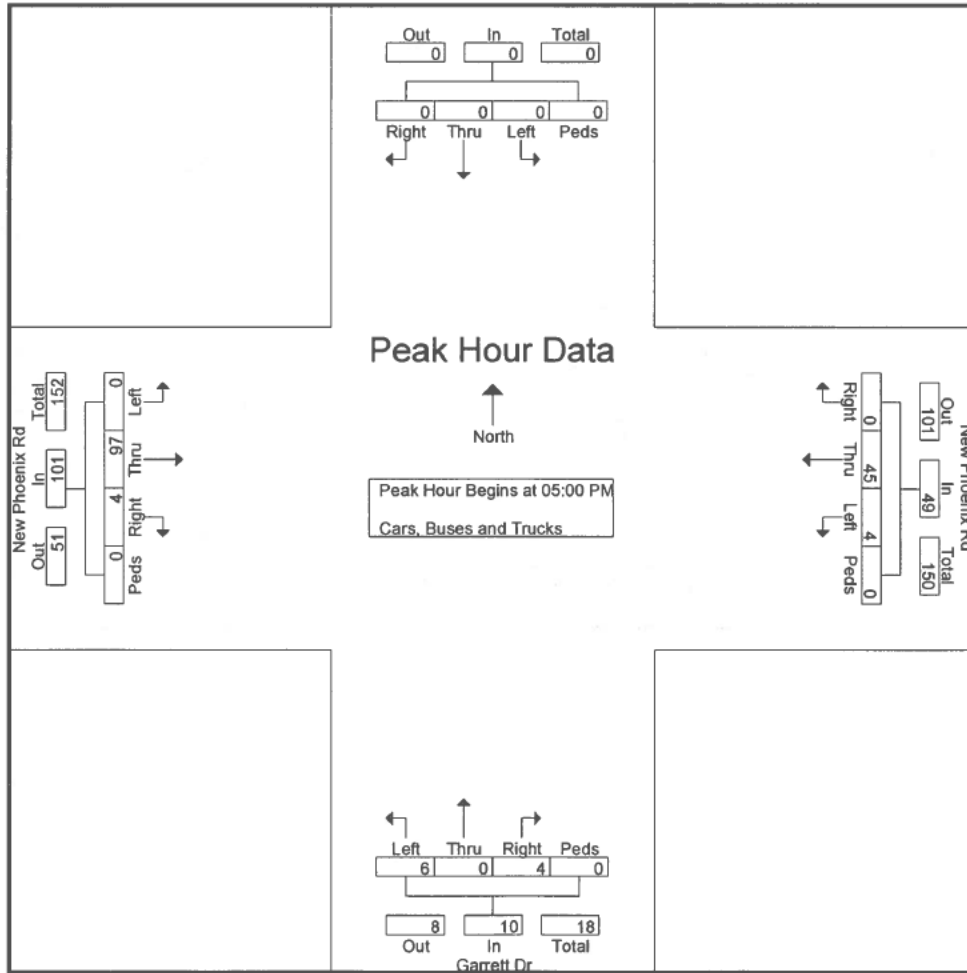 Out In Total
0 0 0
0 0 0 0
Right Thru Left Peds
Peak Hour Data
North
Peak Hour Begins at 05:00 PM
Cars, Buses and Trucks
New Phoenix Rd
Total In Out
152 101 51
0 97 4 0
Left Thru Right Peds
Right Thru Left Peds
0 45 4 0
101 49 150
Out In Total
New Phoenix Rd
Left Thru Right Peds
6 0 4 0
8 10 18
Out In Total
Garrett Dr